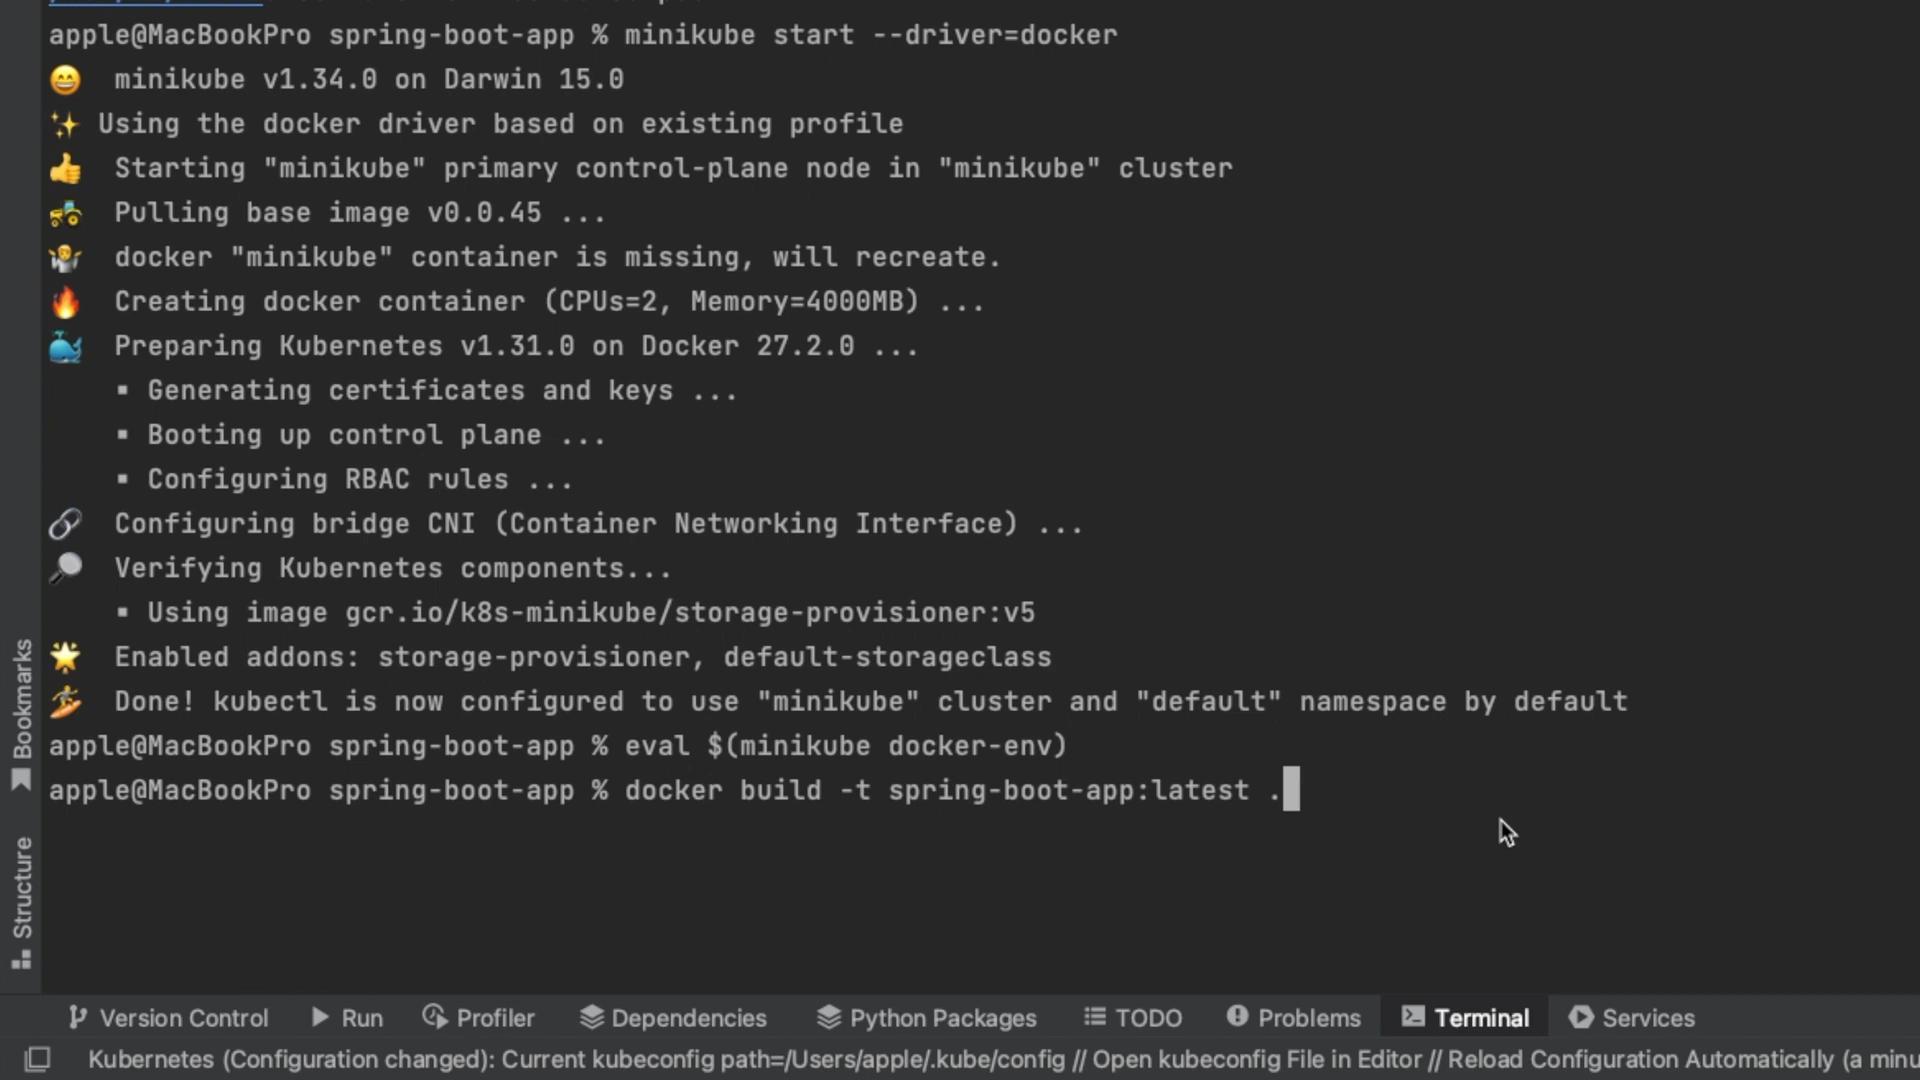 apple@MacBookPro spring-boot-app % minikube start --driver=docker
😄 minikube v1.34.0 on Darwin 15.0
✨ Using the docker driver based on existing profile
👍 Starting "minikube" primary control-plane node in "minikube" cluster
🚜 Pulling base image v0.0.45 ...
🤷 docker "minikube" container is missing, will recreate.
🔥 Creating docker container (CPUs=2, Memory=4000MB) ...
🐳 Preparing Kubernetes v1.31.0 on Docker 27.2.0 ...
▪ Generating certificates and keys ...
▪ Booting up control plane ...
▪ Configuring RBAC rules ...
🔗 Configuring bridge CNI (Container Networking Interface) ...
🔎 Verifying Kubernetes components...
▪ Using image gcr.io/k8s-minikube/storage-provisioner:v5
🌟 Enabled addons: storage-provisioner, default-storageclass
🏄 Done! kubectl is now configured to use "minikube" cluster and "default" namespace by default
apple@MacBookPro spring-boot-app % eval $(minikube docker-env)
apple@MacBookPro spring-boot-app % docker build -t spring-boot-app:latest .
Bookmarks
Structure
Version Control Run Profiler Dependencies Python Packages TODO Problems Terminal Services
Kubernetes (Configuration changed): Current kubeconfig path=/Users/apple/.kube/config // Open kubeconfig File in Editor // Reload Configuration Automatically (a minu